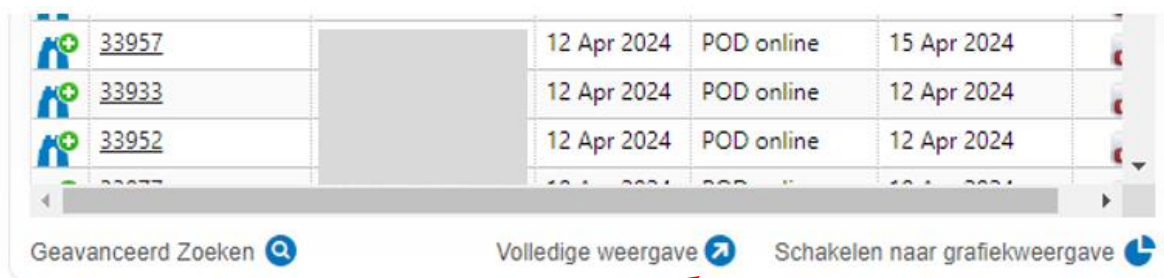 33957 12 Apr 2024 POD online 15 Apr 2024
33933 12 Apr 2024 POD online 12 Apr 2024
33952 12 Apr 2024 POD online 12 Apr 2024
Geavanceerd Zoeken Volledige weergave Schakelen naar grafiekweergave